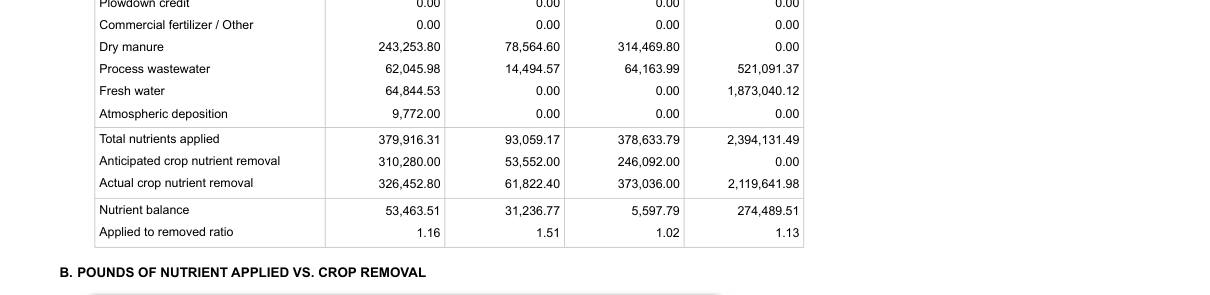 Plowdown credit 0.00 0.00 0.00 0.00
Commercial fertilizer / Other 0.00 0.00 0.00 0.00
Dry manure 243,253.80 78,564.60 314,469.80 0.00
Process wastewater 62,045.98 14,494.57 64,163.99 521,091.37
Fresh water 64,844.53 0.00 0.00 1,873,040.12
Atmospheric deposition 9,772.00 0.00 0.00 0.00
Total nutrients applied 379,916.31 93,059.17 378,633.79 2,394,131.49
Anticipated crop nutrient removal 310,280.00 53,552.00 246,092.00 0.00
Actual crop nutrient removal 326,452.80 61,822.40 373,036.00 2,119,641.98
Nutrient balance 53,463.51 31,236.77 5,597.79 274,489.51
Applied to removed ratio 1.16 1.51 1.02 1.13
B. POUNDS OF NUTRIENT APPLIED VS. CROP REMOVAL